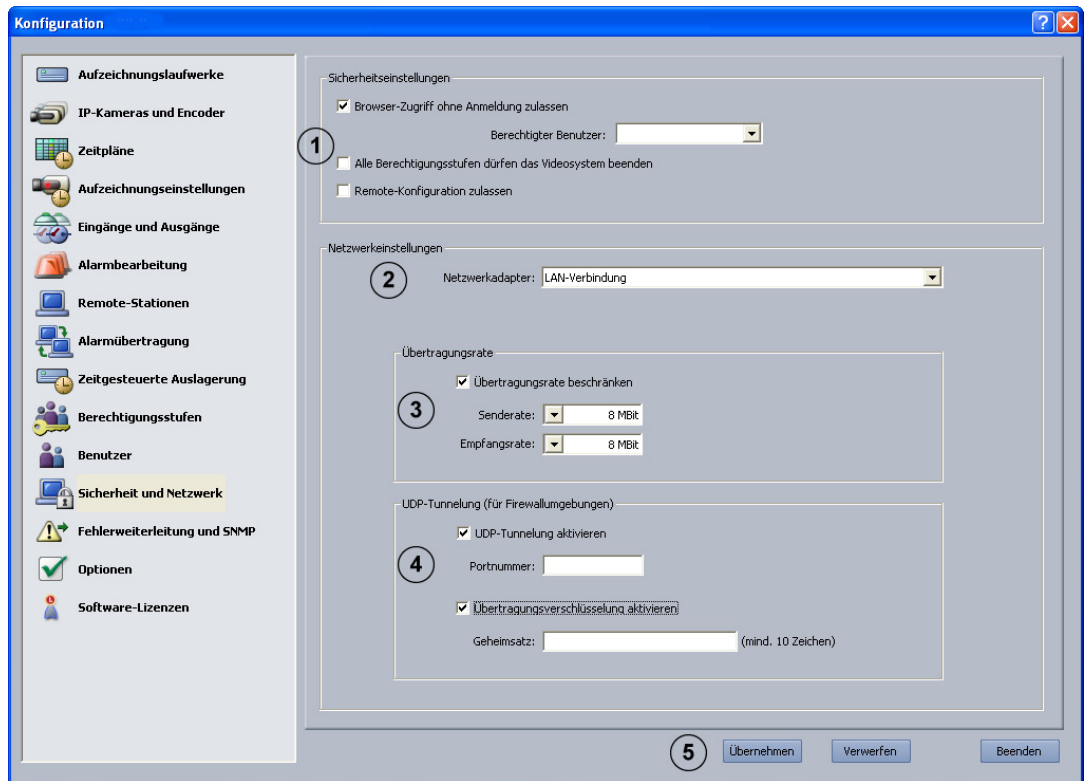 Konfiguration
Aufzeichnungslaufwerke
IP-Kameras und Encoder
Zeitpläne
Aufzeichnungseinstellungen
Eingänge und Ausgänge
Alarmbearbeitung
Remote-Stationen
Alarmübertragung
Zeitgesteuerte Auslagerung
Berechtigungsstufen
Benutzer
Sicherheit und Netzwerk
Fehlerweiterleitung und SNMP
Optionen
Software-Lizenzen
Sicherheitseinstellungen
Browser-Zugriff ohne Anmeldung zulassen
Berechtigter Benutzer:
1
Alle Berechtigungsstufen dürfen das Videosystem beenden
Remote-Konfiguration zulassen
Netzwerkeinstellungen
2 Netzwerkadapter: LAN-Verbindung
Übertragungsrate
Übertragungsrate beschränken
3 Senderate: 8 MBit
Empfangsrate: 8 MBit
UDP-Tunnelung (für Firewallumgebungen)
UDP-Tunnelung aktivieren
4 Portnummer:
Übertragungsverschlüsselung aktivieren
Geheimsatz: (mind. 10 Zeichen)
5 Übernehmen Verwerfen Beenden